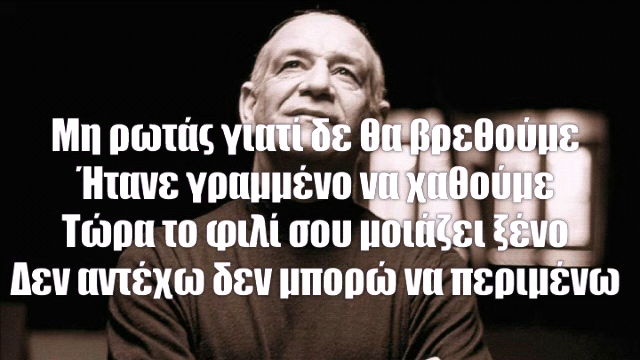 Μη ρωτάς γιατί δε θα βρεθούμε
Ήτανε γραμμένο να χαθούμε
Τώρα το φιλί σου μοιάζει ξένο
Δεν αντέχω δεν μπορώ να περιμένω